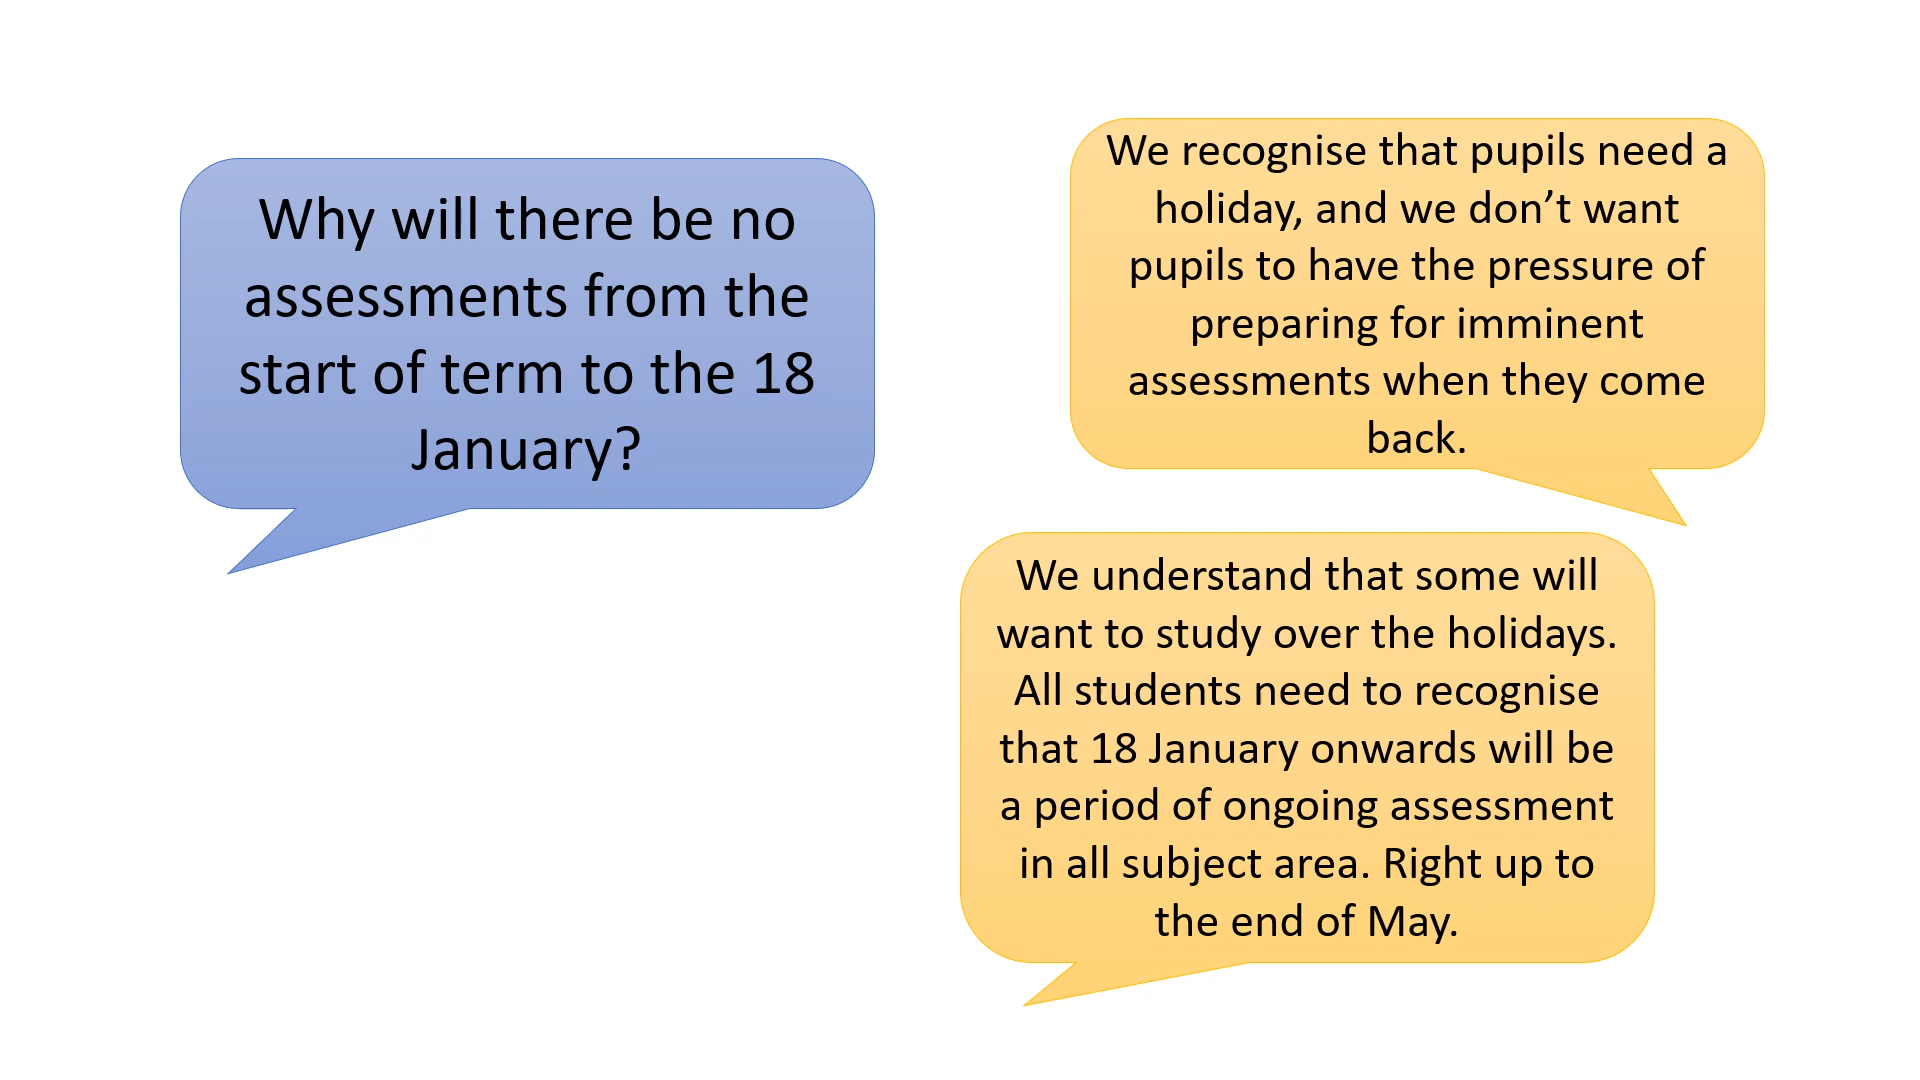 Why will there be no
assessments from the
start of term to the 18
January?
We recognise that pupils need a
holiday, and we don’t want
pupils to have the pressure of
preparing for imminent
assessments when they come
back.
We understand that some will
want to study over the holidays.
All students need to recognise
that 18 January onwards will be
a period of ongoing assessment
in all subject area. Right up to
the end of May.